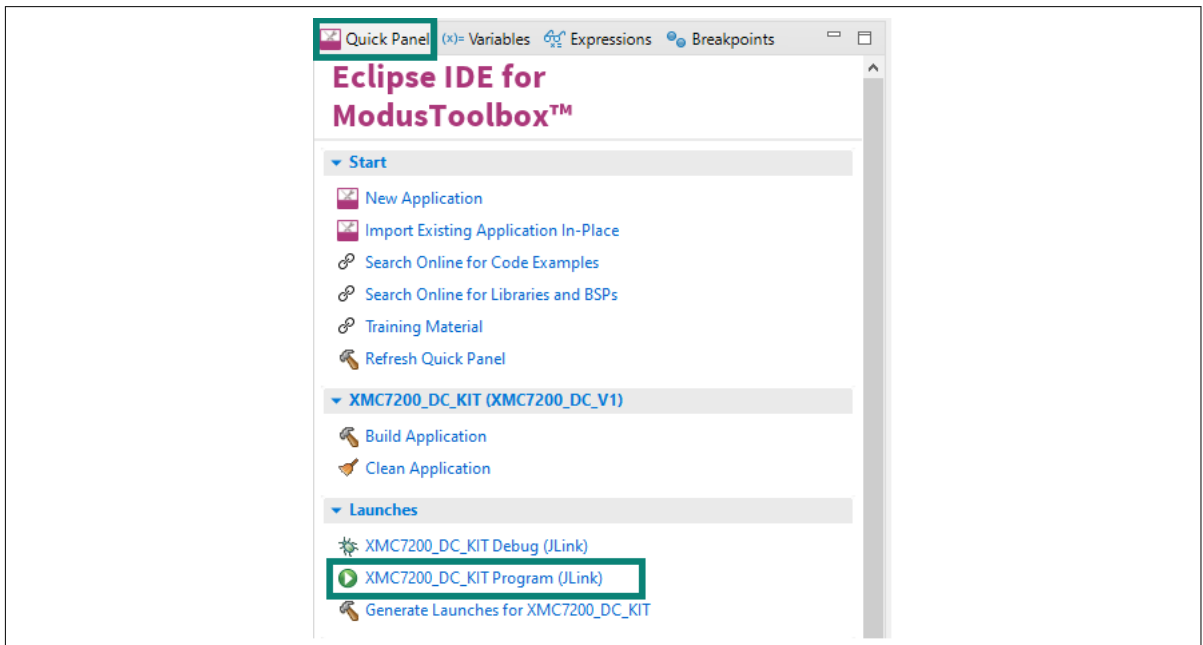 Quick Panel (x)= Variables Expressions Breakpoints
Eclipse IDE for
ModusToolbox™
Start
New Application
Import Existing Application In-Place
Search Online for Code Examples
Search Online for Libraries and BSPs
Training Material
Refresh Quick Panel
XMC7200_DC_KIT (XMC7200_DC_V1)
Build Application
Clean Application
Launches
XMC7200_DC_KIT Debug (JLink)
XMC7200_DC_KIT Program (JLink)
Generate Launches for XMC7200_DC_KIT